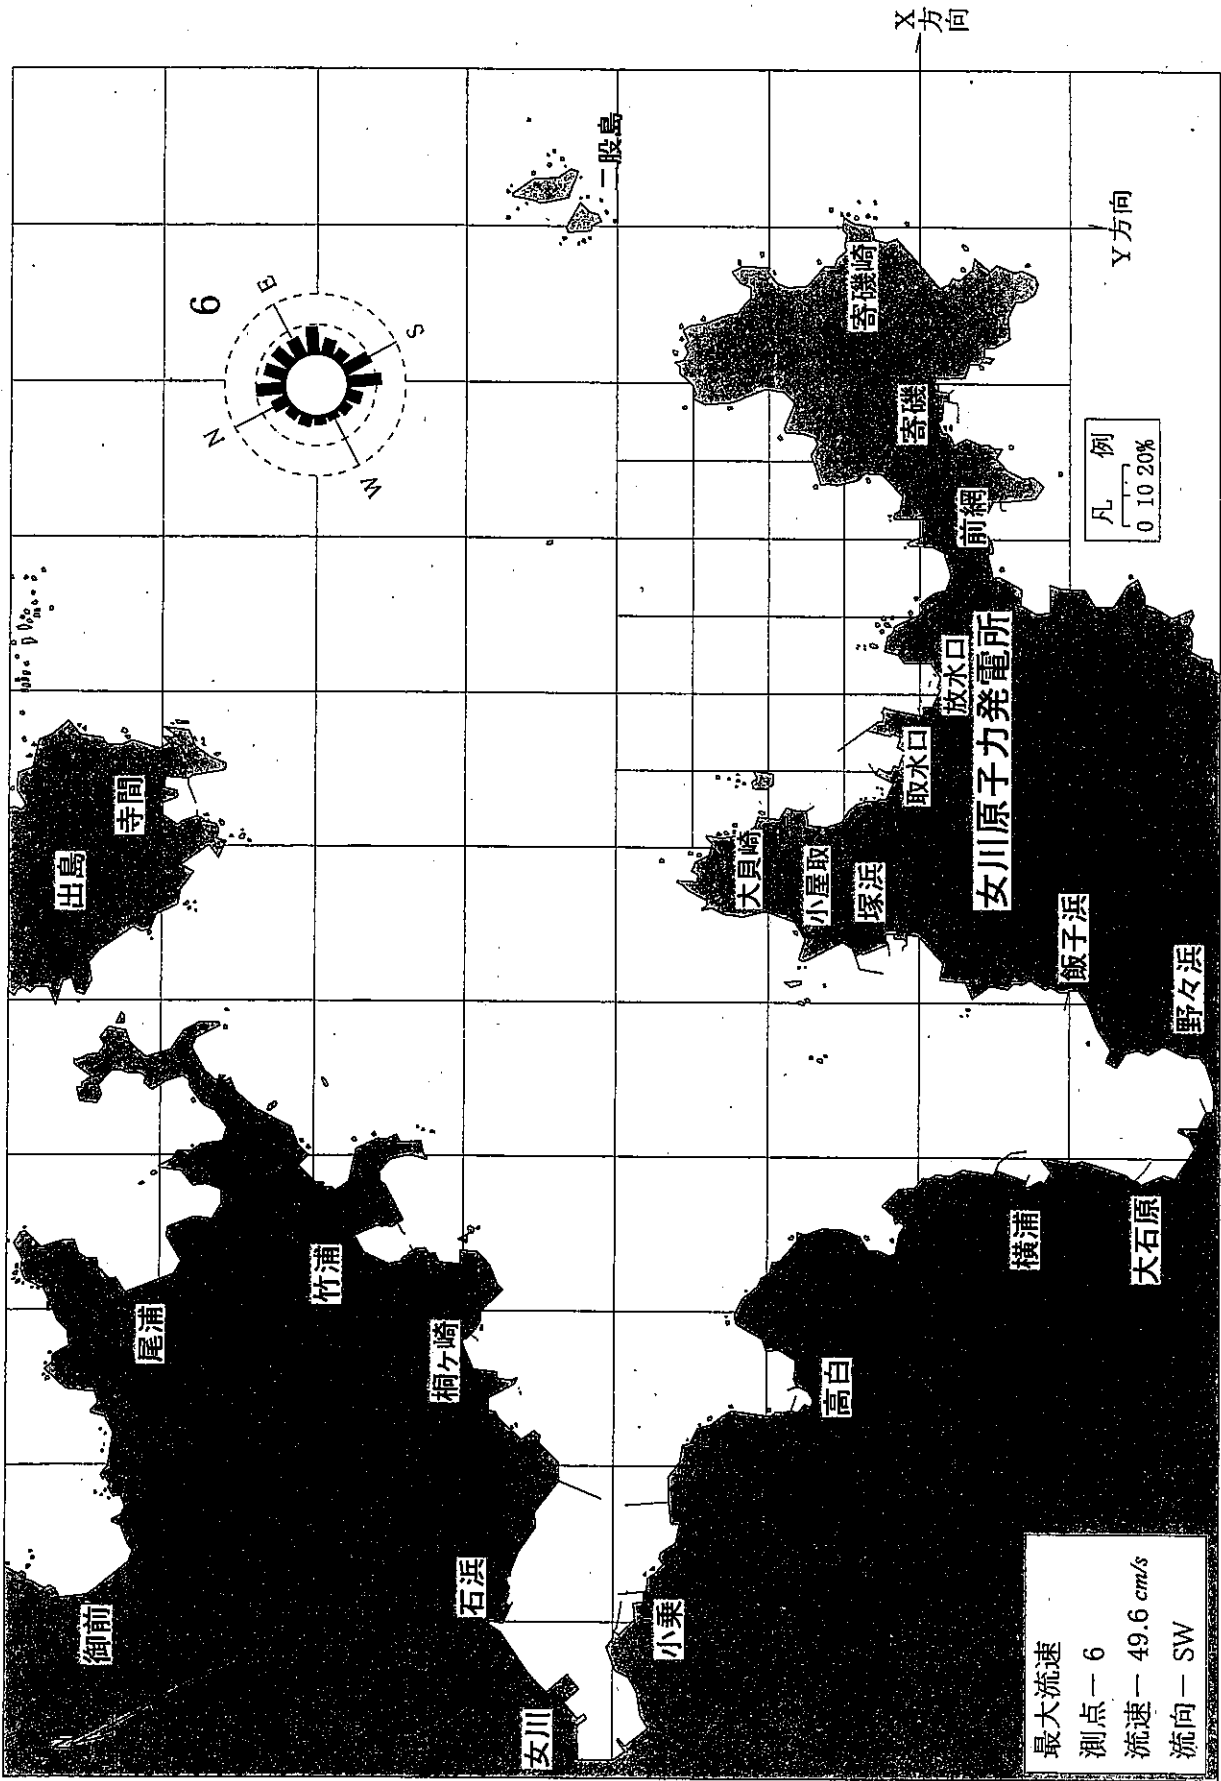 御前
尾浦
出島
寺間
6
N
E
S
W
竹浦
桐ヶ崎
石浜
女川
小乗
高白
二股島
大貝崎
小屋取
塚浜
取水口
放水口
女川原子力発電所
寄磯崎
寄磯
前網
飯子浜
野々浜
横浦
大石原
X方向
Y方向
凡 例
0 10 20%
最大流速
測点－6
流速－49.6 cm/s
流向－SW